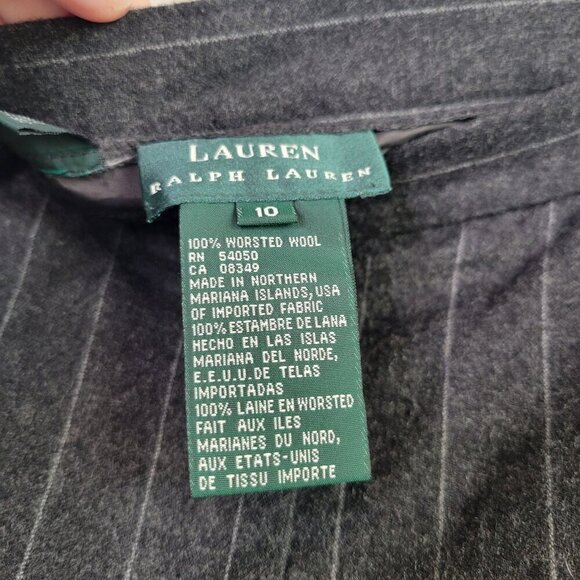 LAUREN
RALPH LAUREN
10
100% WORSTED WOOL
RN 54050
CA 08349
MADE IN NORTHERN
MARIANA ISLANDS, USA
OF IMPORTED FABRIC
100% ESTAMBRE DE LANA
HECHO EN LAS ISLAS
MARIANA DEL NORDE,
E.E.U.U. DE TELAS
IMPORTADAS
100% LAINE EN WORSTED
FAIT AUX ILES
MARIANES DU NORD,
AUX ETATS-UNIS
DE TISSU IMPORTE